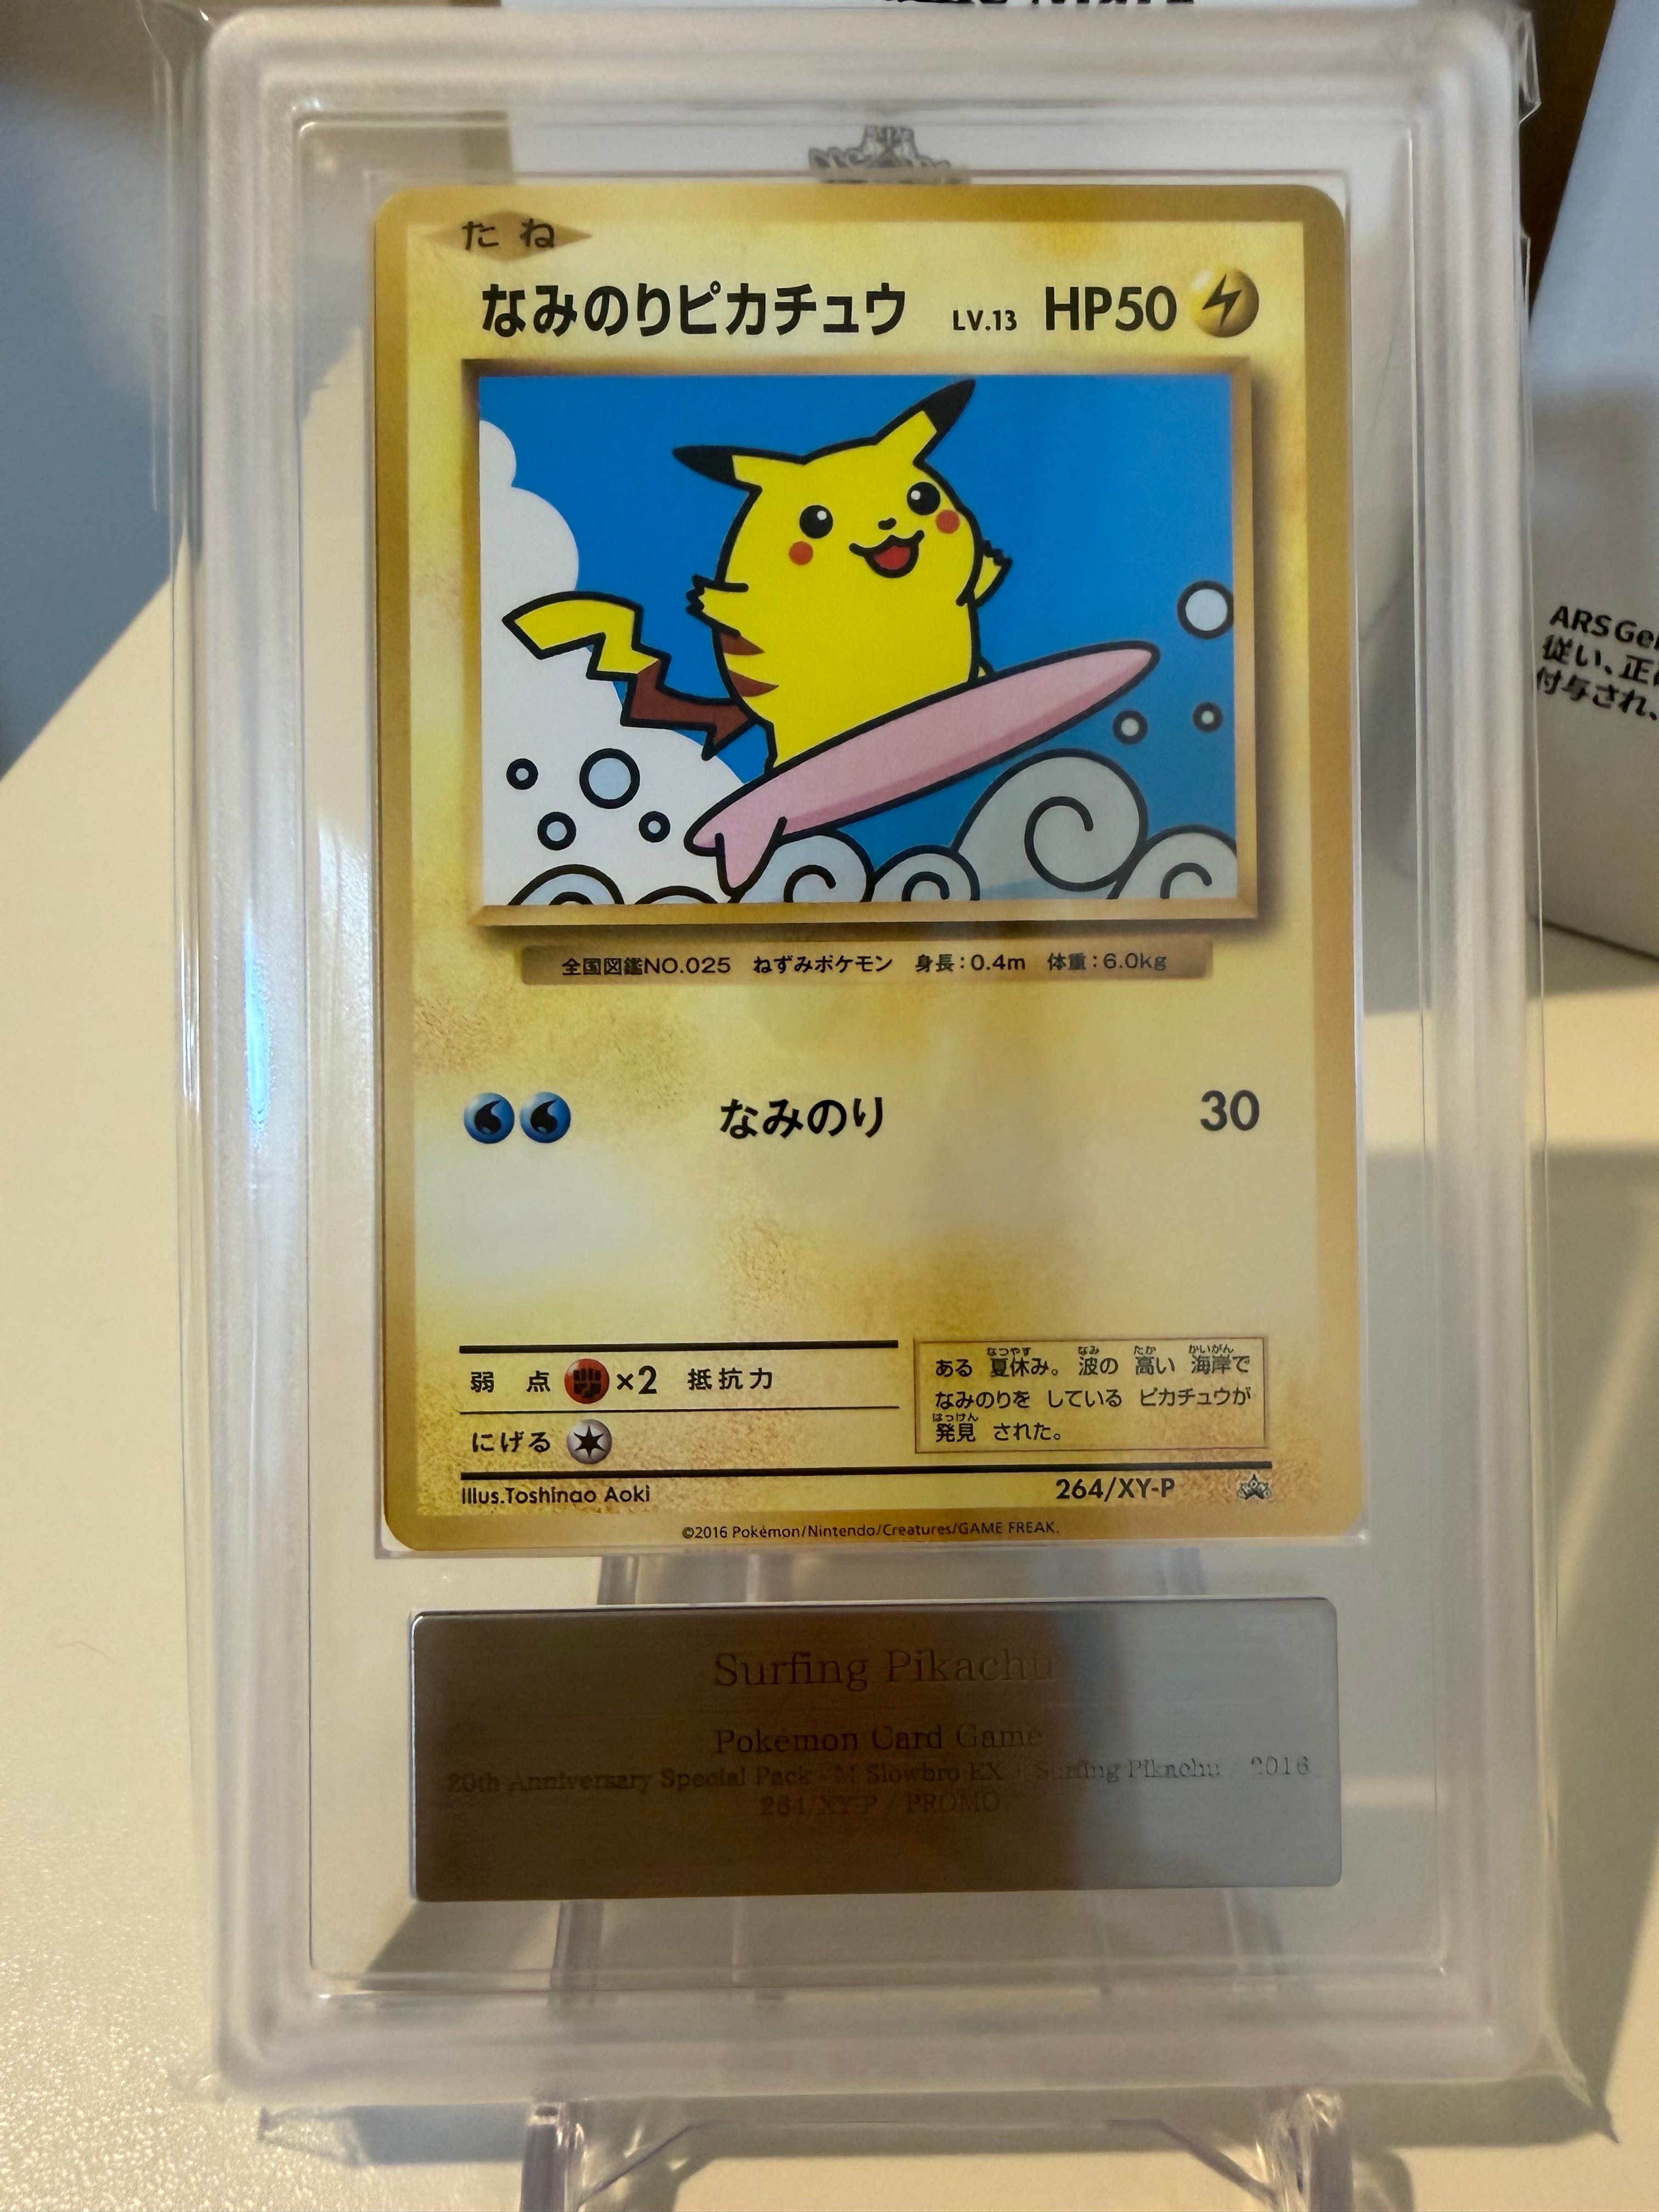 たね
なみのりピカチュウ LV.13 HP50
全国図鑑NO.025 ねずみポケモン 身長:0.4m 体重:6.0kg
なみのり 30
弱点 ×2 抵抗力
にげる
ある 夏休み。 波の 高い 海岸で
なみのりを している ピカチュウが
発見 された。
Illus.Toshinao Aoki 264/XY-P
©2016 Pokémon/Nintendo/Creatures/GAME FREAK.
Surfing Pikachu
Pokémon Card Game
20th Anniversary Special Pack - M Slowbro EX / Surfing Pikachu / 2016
264/XY-P / PROMO
ARS
従い、正
付与され、